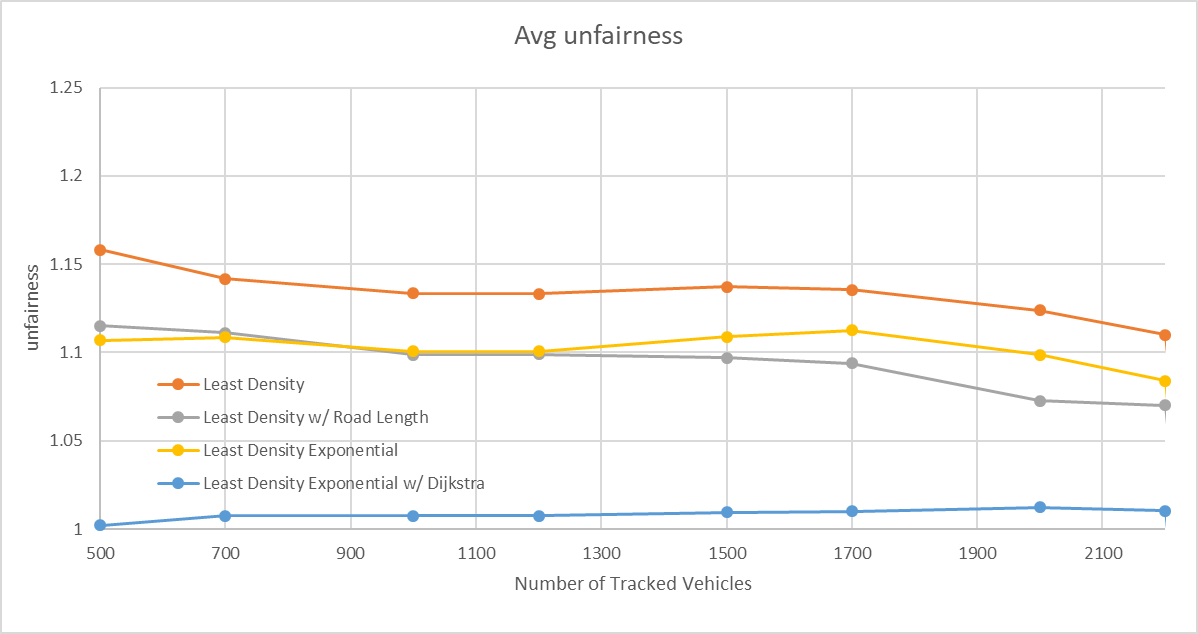 Avg unfairness
1.25
1.2
1.15
1.1
1.05
1
unfairness
Least Density
Least Density w/ Road Length
Least Density Exponential
Least Density Exponential w/ Dijkstra
500 700 900 1100 1300 1500 1700 1900 2100
Number of Tracked Vehicles